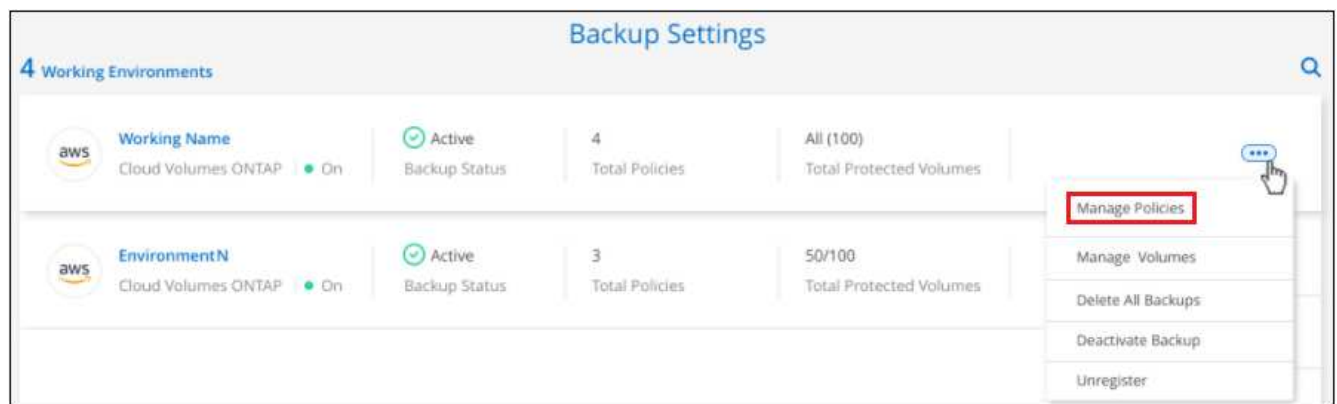 Backup Settings
4 Working Environments
aws Working Name Active 4 All (100)
Cloud Volumes ONTAP On Backup Status Total Policies Total Protected Volumes
Manage Policies
aws EnvironmentN Active 3 50/100
Cloud Volumes ONTAP On Backup Status Total Policies Total Protected Volumes
Manage Volumes
Delete All Backups
Deactivate Backup
Unregister